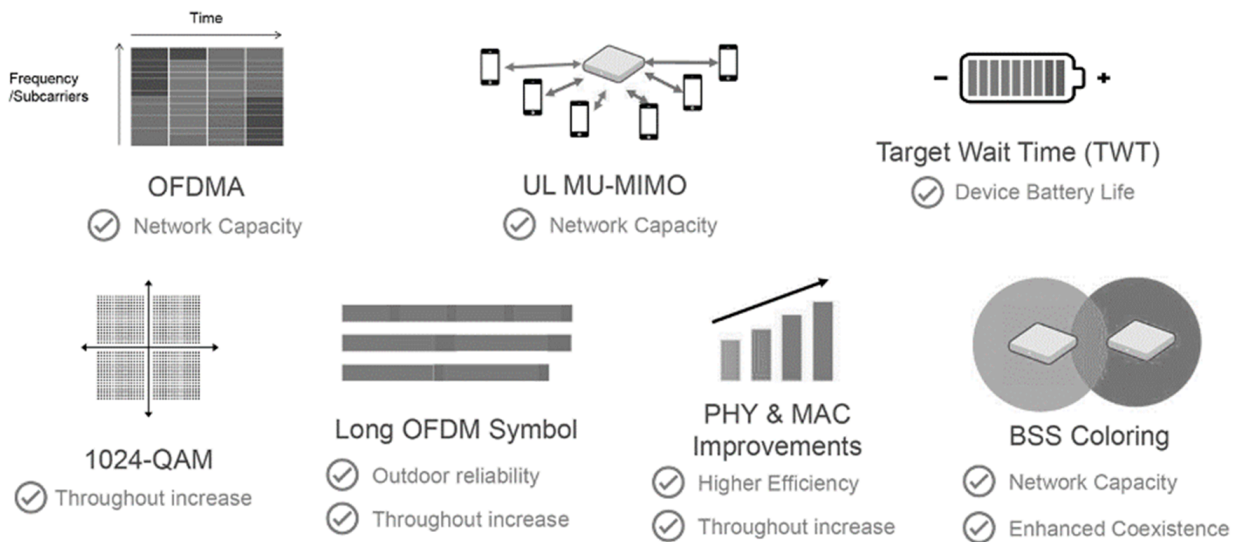 Time
Frequency
/Subcarriers
OFDMA
Network Capacity
UL MU-MIMO
Network Capacity
- +
Target Wait Time (TWT)
Device Battery Life
1024-QAM
Throughout increase
Long OFDM Symbol
Outdoor reliability
Throughout increase
PHY & MAC
Improvements
Higher Efficiency
Throughout increase
BSS Coloring
Network Capacity
Enhanced Coexistence